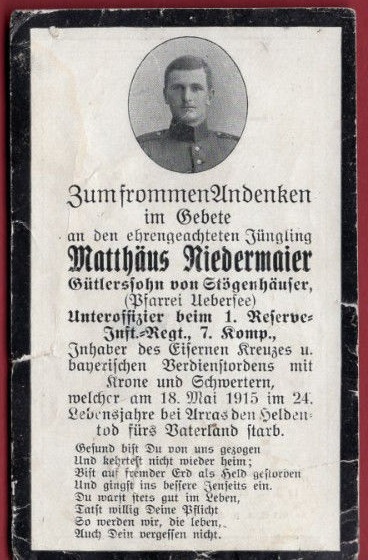 Zum frommen Andenken
im Gebete
an den ehrengeachteten Jüngling
Matthäus Niedermaier
Gütlerssohn von Stögenhäuser,
(Pfarrei Uebersee)
Unteroffizier beim 1. Reserve-
Inft.-Regt., 7. Komp.,
Inhaber des Eisernen Kreuzes u.
bayerischen Verdienstordens mit
Krone und Schwertern,
welcher am 18. Mai 1915 im 24.
Lebensjahre bei Arras den Helden-
tod fürs Vaterland starb.
Gesund bist Du von uns gezogen
Und kehrtest nicht wieder heim;
Bist auf fremder Erd als Held gestorben
Und gingst ins bessere Jenseits ein.
Du warst stets gut im Leben,
Tatst willig Deine Pflicht
So werden wir, die leben,
Auch Dein vergessen nicht.